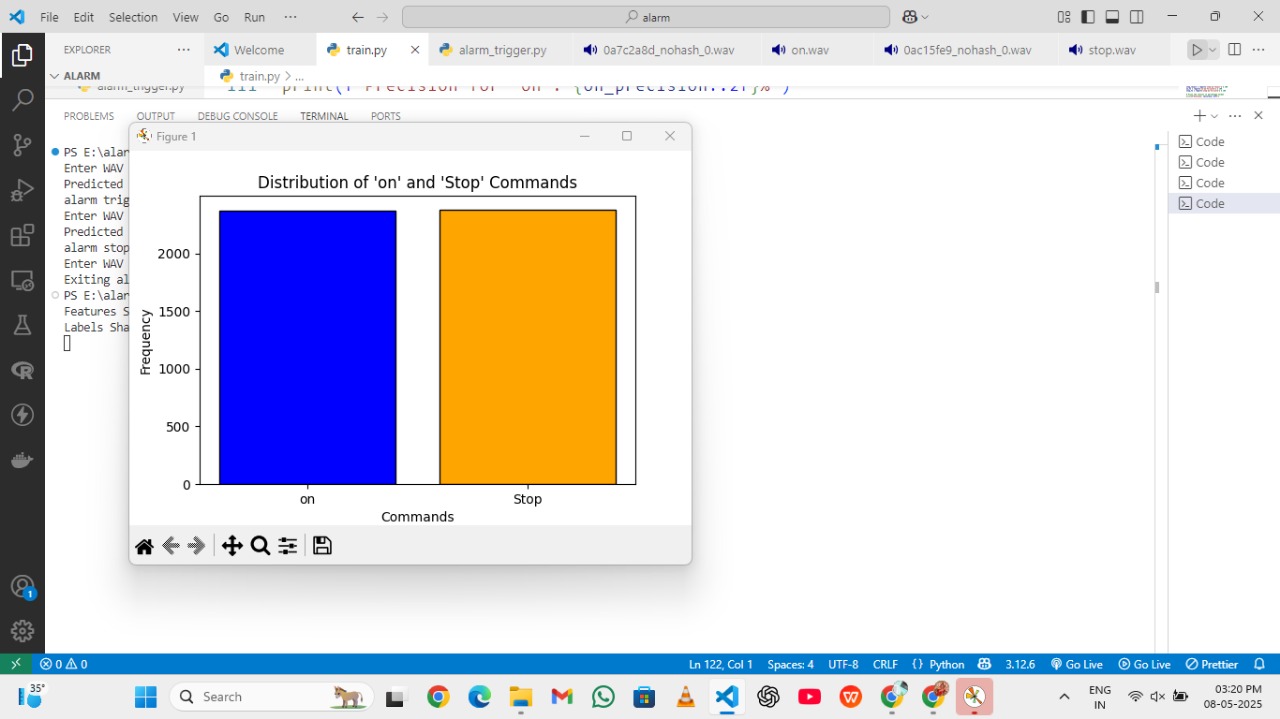 File Edit Selection View Go Run ··· alarm
EXPLORER ··· Welcome train.py alarm_trigger.py 0a7c2a8d_nohash_0.wav on.wav 0ac15fe9_nohash_0.wav stop.wav
ALARM train.py > ...
alarm_trigger.py 111 print(f"Precision for 'on': {on_precision:.2f}%")
PROBLEMS OUTPUT DEBUG CONSOLE TERMINAL PORTS
Figure 1
PS E:\alar
Enter WAV
Predicted
alarm trig
Enter WAV
Predicted
alarm stop
Enter WAV
Exiting al
PS E:\alar
Features S
Labels Sha
Distribution of 'on' and 'Stop' Commands
Frequency
2000
1500
1000
500
0
on Stop
Commands
Code
Code
Code
Code
1
0 0 Ln 122, Col 1 Spaces: 4 UTF-8 CRLF {} Python 3.12.6 Go Live Go Live Prettier
35° Search ENG 03:20 PM
IN 08-05-2025